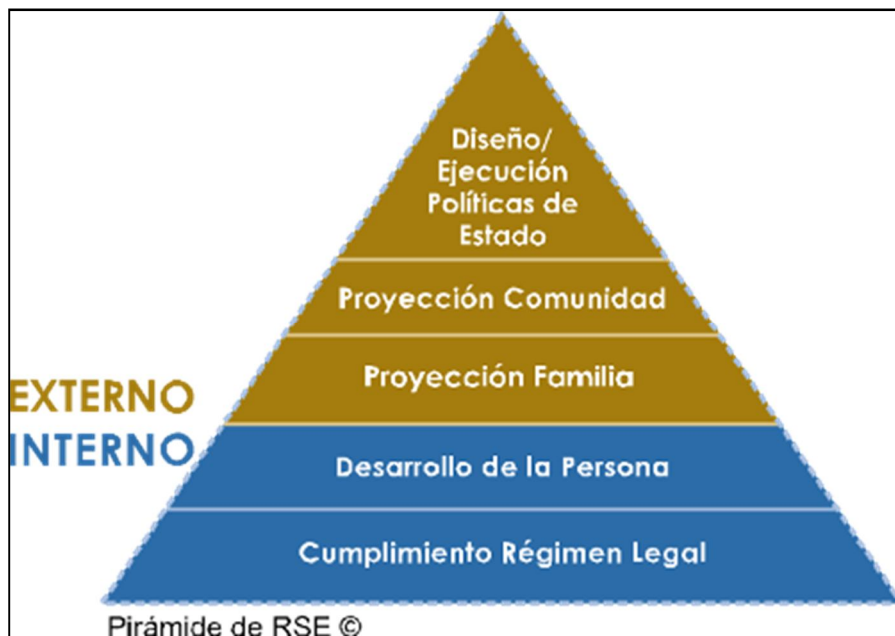 Diseño/
Ejecución
Políticas de
Estado
Proyección Comunidad
Proyección Familia
EXTERNO
INTERNO
Desarrollo de la Persona
Cumplimiento Régimen Legal
Pirámide de RSE ©